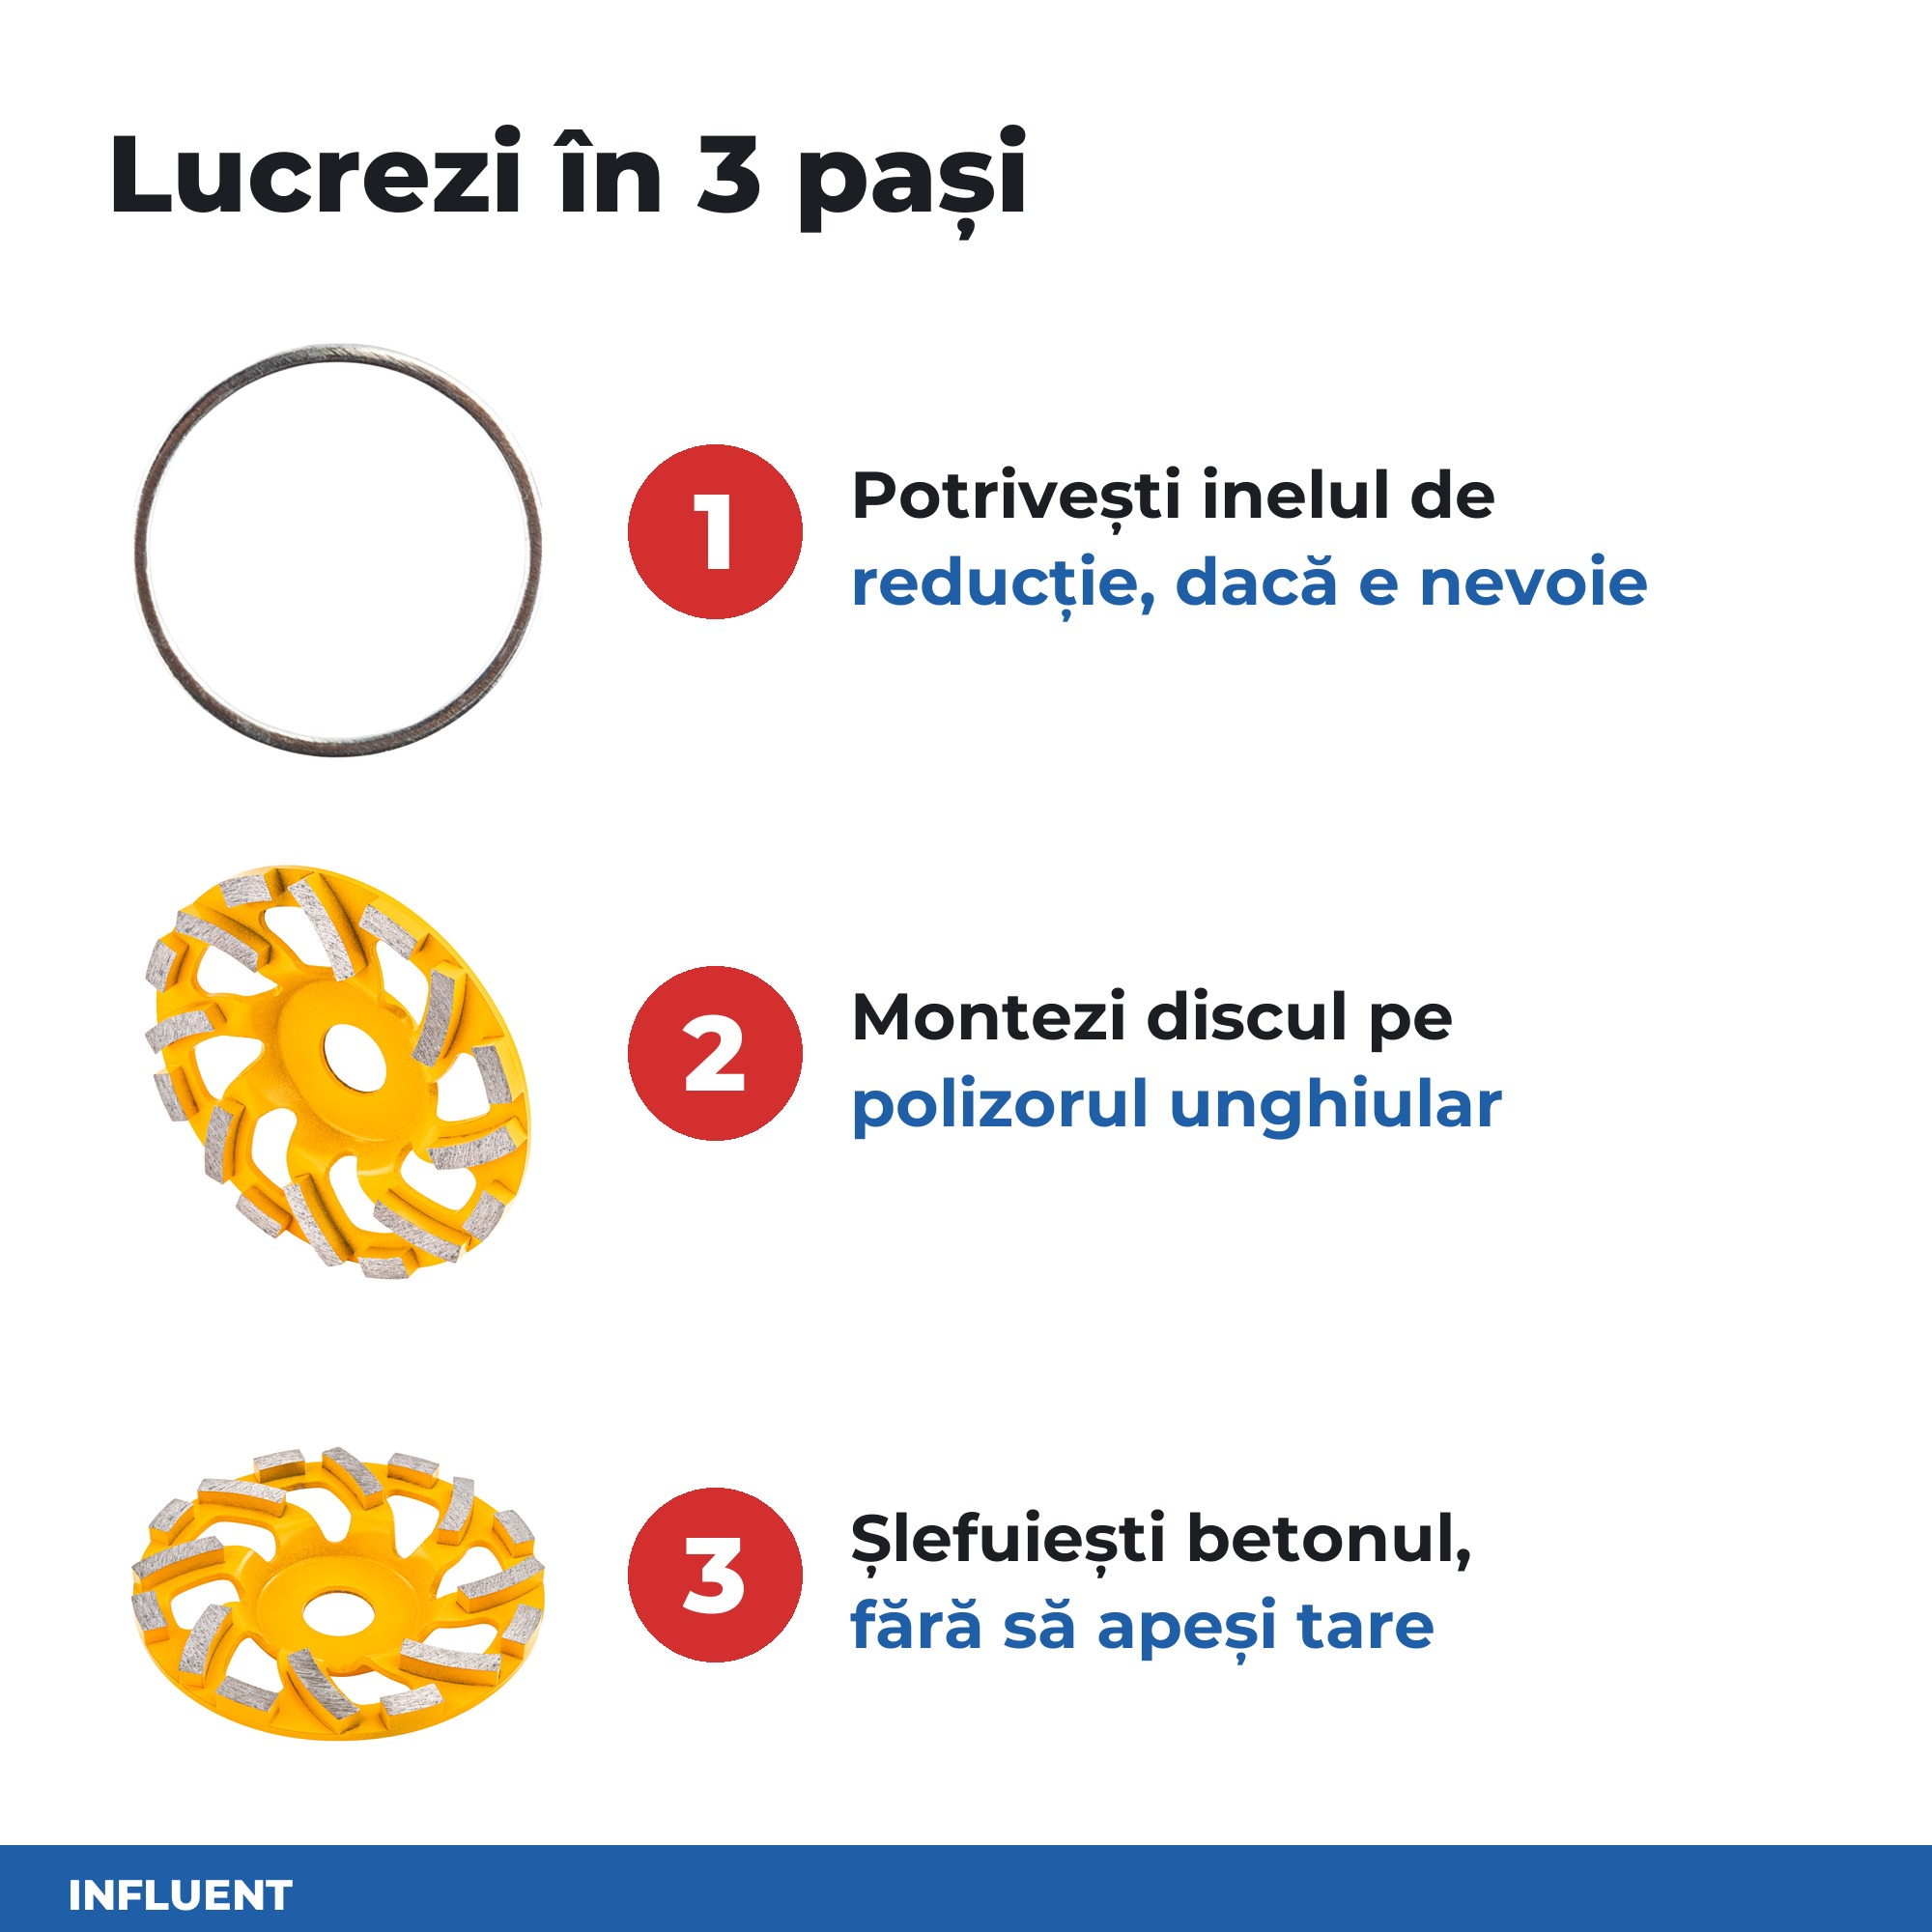 Lucrezi în 3 pași
1
Potrivești inelul de
reducție, dacă e nevoie
2
Montezi discul pe
polizorul unghiular
3
Șlefuiești betonul,
fără să apeși tare
INFLUENT